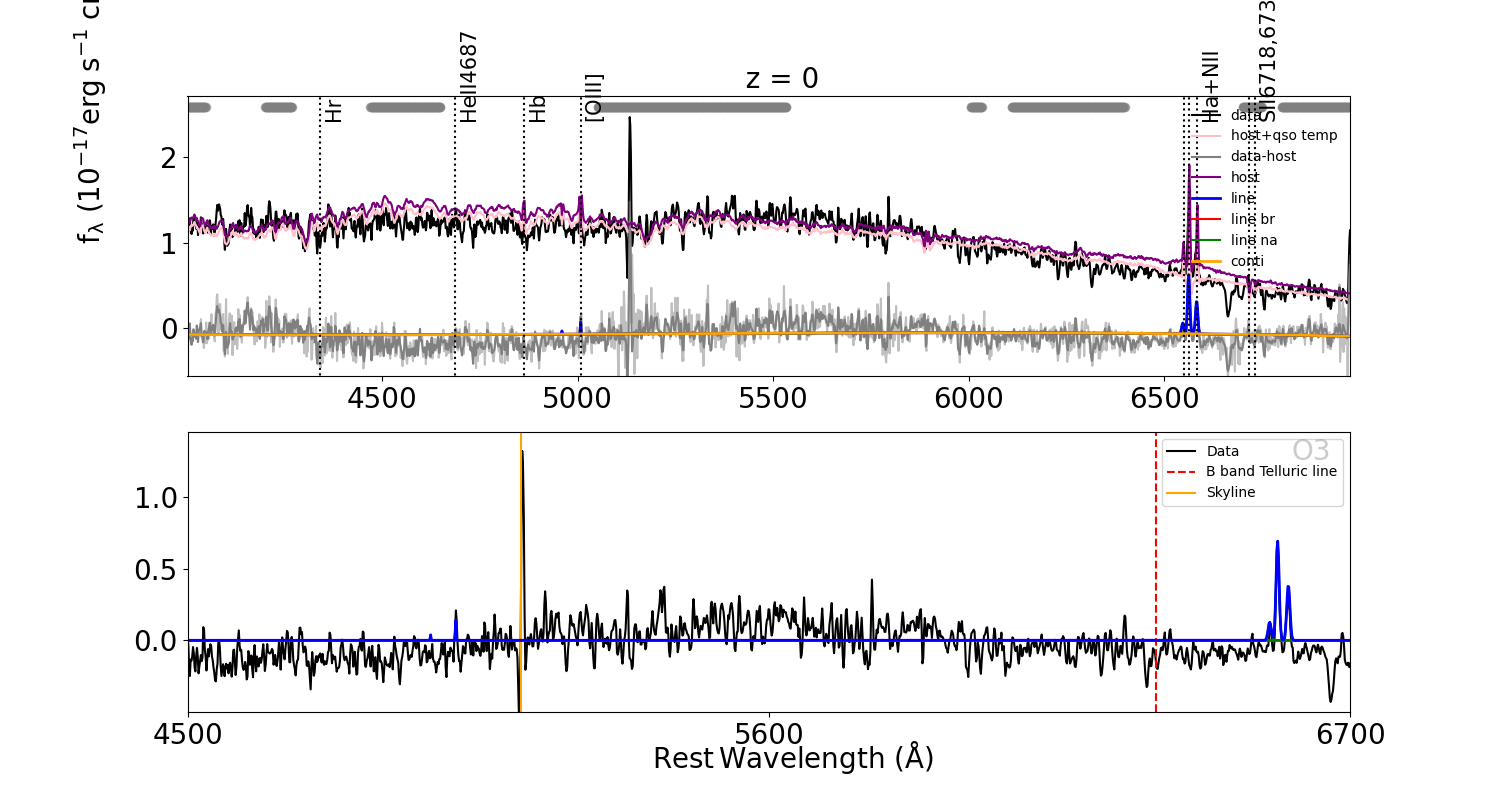 z = 0
f_λ (10^−17 erg s^−1 c
Hr
HeII4687
Hb
[OIII]
Ha+NII
SII6718,673
data
host+qso temp
data-host
host
line
line br
line na
conti
2
1
0
4500
5000
5500
6000
6500
O3
Data
B band Telluric line
Skyline
1.0
0.5
0.0
4500
5600
6700
Rest Wavelength (Å)